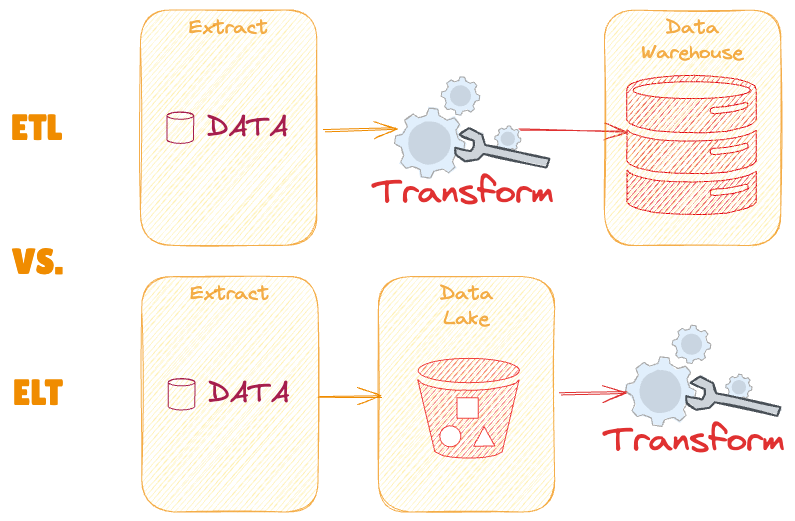 Extract
Data
Warehouse
ETL
DATA
Transform
VS.
Extract
Data
Lake
ELT
DATA
Transform